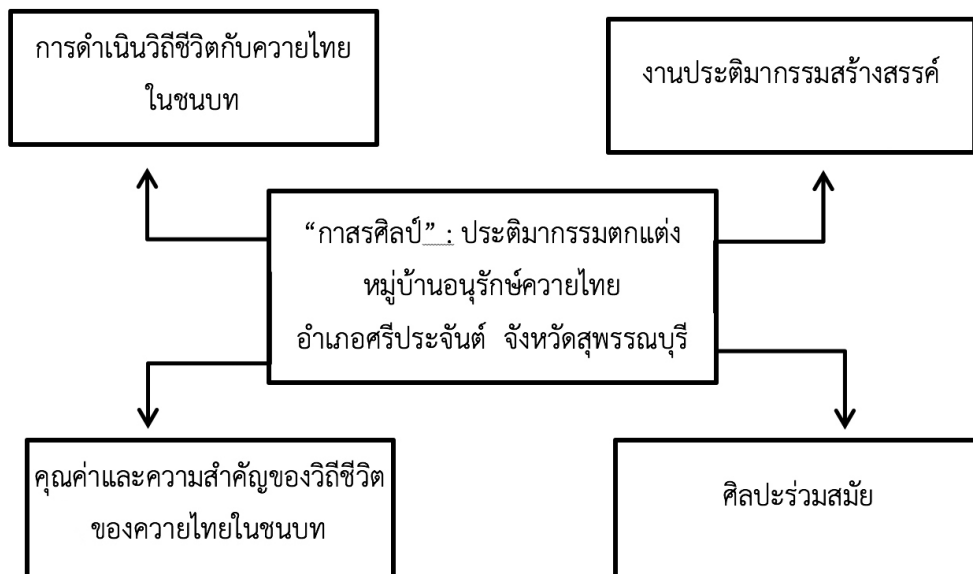 การดำเนินวิถีชีวิตกับควายไทย
ในชนบท
งานประติมากรรมสร้างสรรค์
“กาสรศิลป์” : ประติมากรรมตกแต่ง
หมู่บ้านอนุรักษ์ควายไทย
อำเภอศรีประจันต์ จังหวัดสุพรรณบุรี
คุณค่าและความสำคัญของวิถีชีวิต
ของควายไทยในชนบท
ศิลปะร่วมสมัย